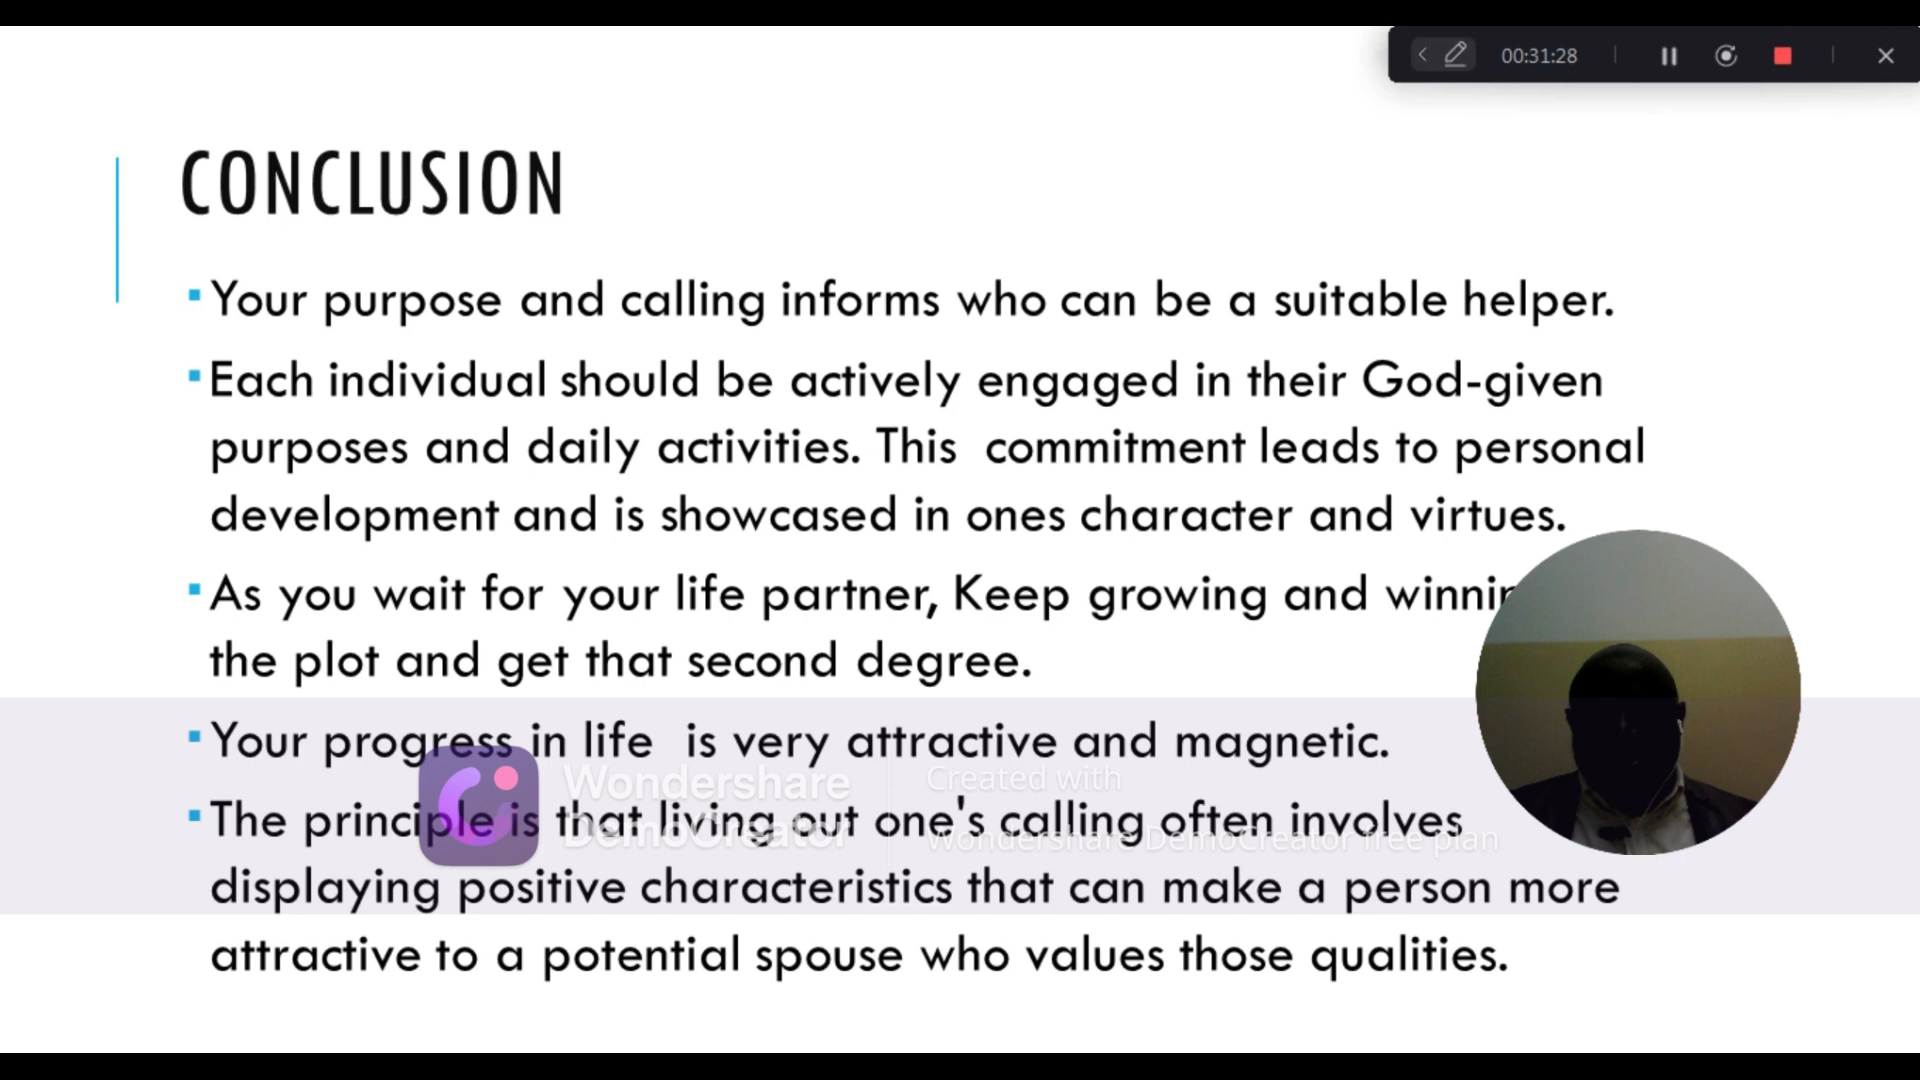 00:31:28
CONCLUSION
Your purpose and calling informs who can be a suitable helper.
Each individual should be actively engaged in their God-given
purposes and daily activities. This commitment leads to personal
development and is showcased in ones character and virtues.
As you wait for your life partner, Keep growing and
the plot and get that second degree.
Your progress in life is very attractive and magnetic.
Wondershare
DemoCreator
Created with
Wondershare DemoCreator free plan
The principle is that living out one's calling often involves
displaying positive characteristics that can make a person more
attractive to a potential spouse who values those qualities.